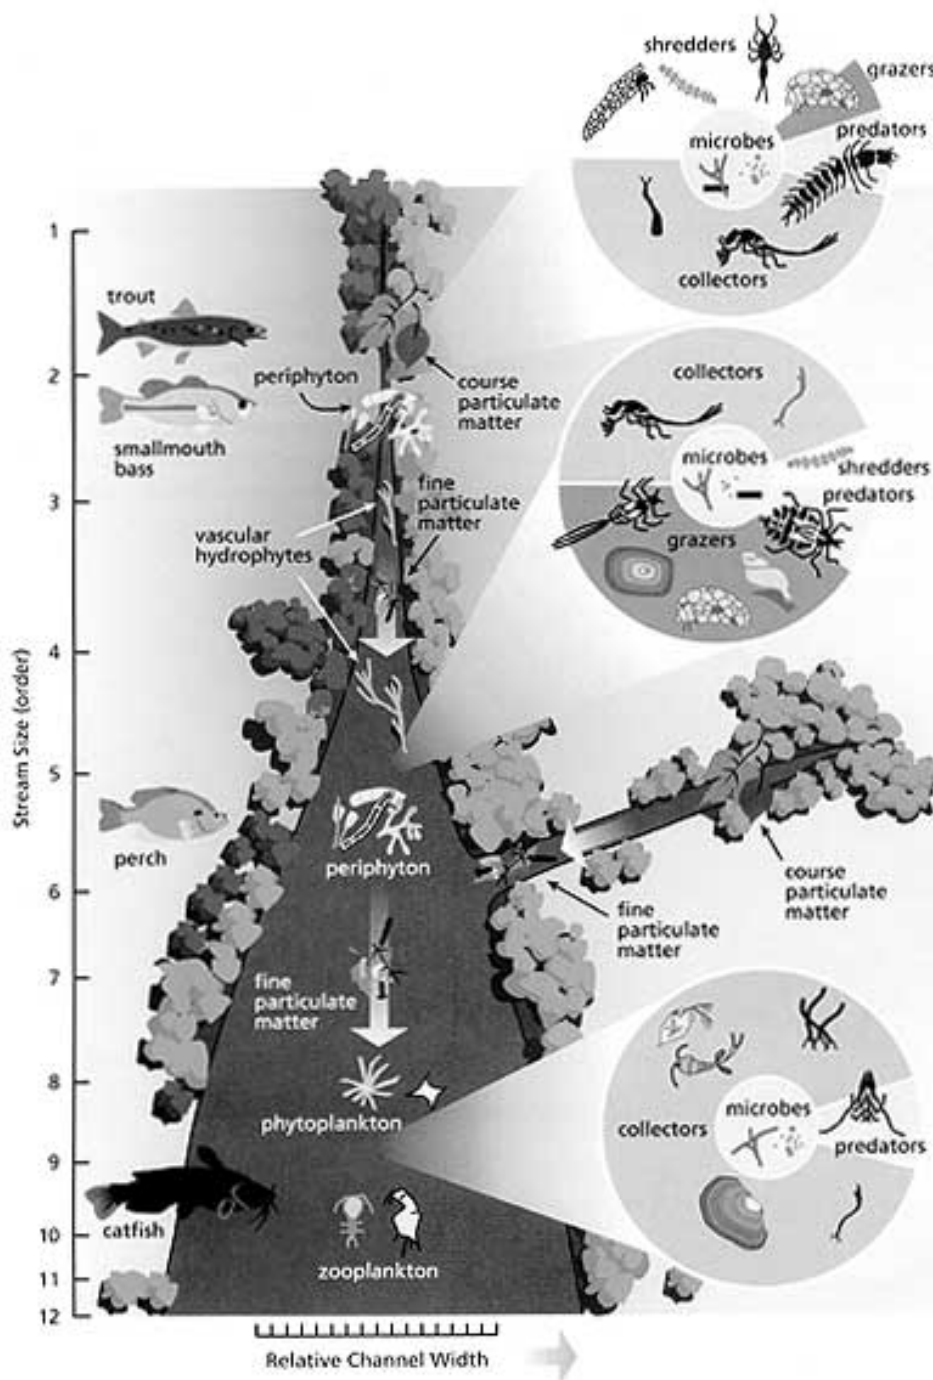 shredders
grazers
microbes
predators
collectors
1
trout
2
periphyton
course
particulate
matter
smallmouth
bass
collectors
microbes
shredders
predators
grazers
fine
particulate
matter
3
vascular
hydrophytes
4
Stream Size (order)
5
perch
periphyton
6
course
particulate
matter
fine
particulate
matter
7
fine
particulate
matter
8
phytoplankton
microbes
collectors
predators
9
catfish
10
zooplankton
11
12
Relative Channel Width